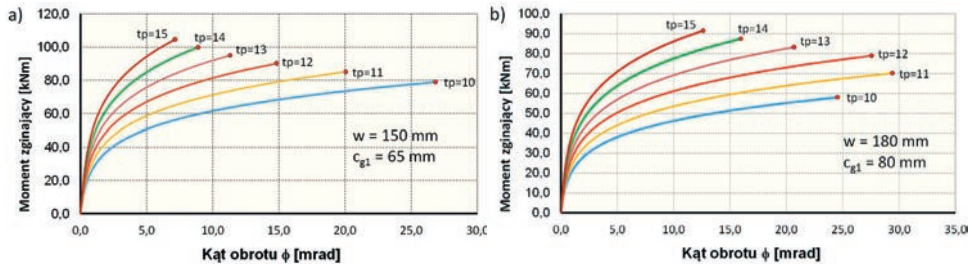 a)
Moment zginający [kNm]
120,0
100,0
80,0
60,0
40,0
20,0
0,0
tp=15
tp=14
tp=13
tp=12
tp=11
tp=10
w = 150 mm
cg1 = 65 mm
0,0 5,0 10,0 15,0 20,0 25,0 30,0
Kąt obrotu ϕ [mrad]
b)
Moment zginający [kNm]
100,0
90,0
80,0
70,0
60,0
50,0
40,0
30,0
20,0
10,0
0,0
tp=15
tp=14
tp=13
tp=12
tp=11
tp=10
w = 180 mm
cg1 = 80 mm
0,0 5,0 10,0 15,0 20,0 25,0 30,0 35,0
Kąt obrotu ϕ [mrad]